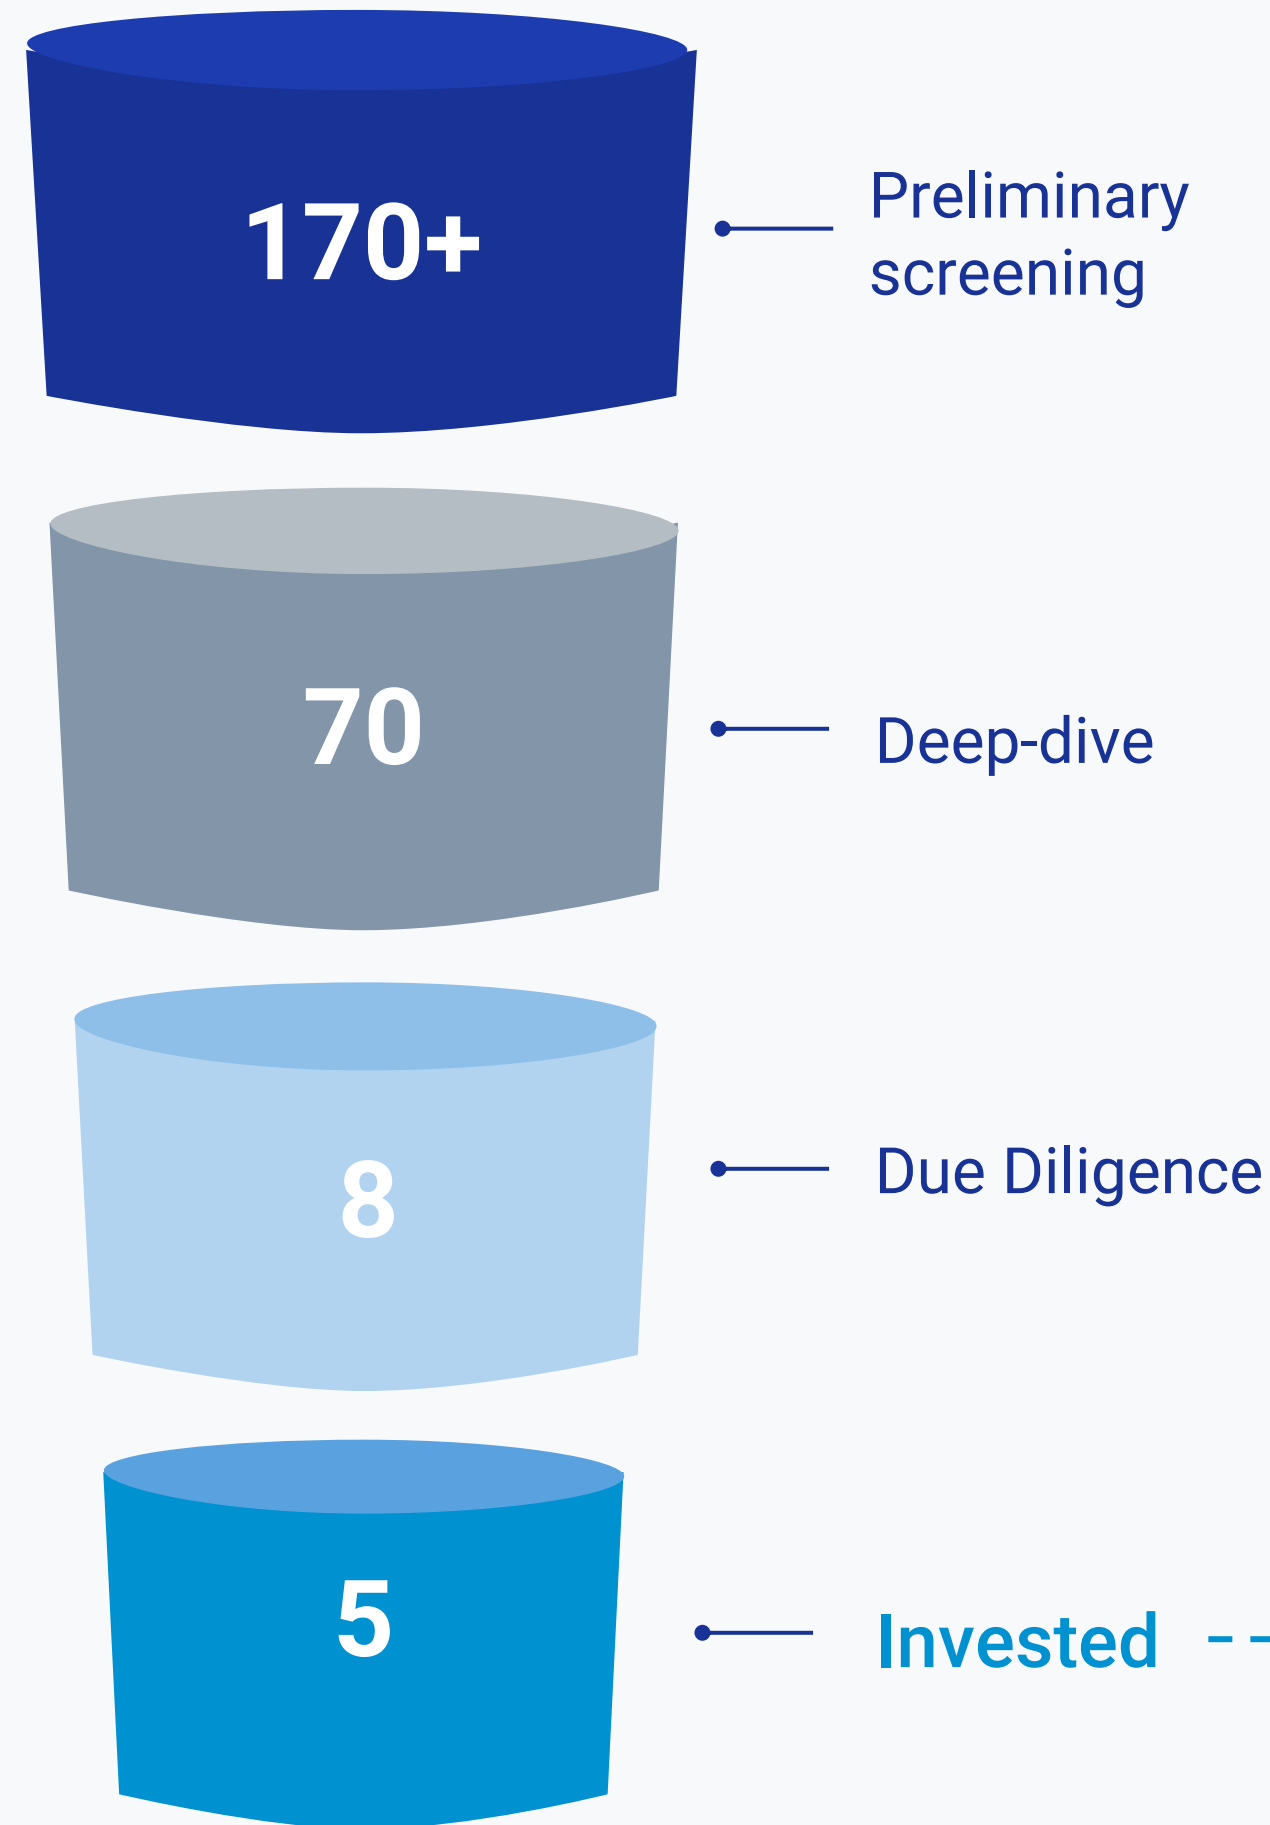 170+
Preliminary
screening
70
Deep-dive
8
Due Diligence
5
Invested